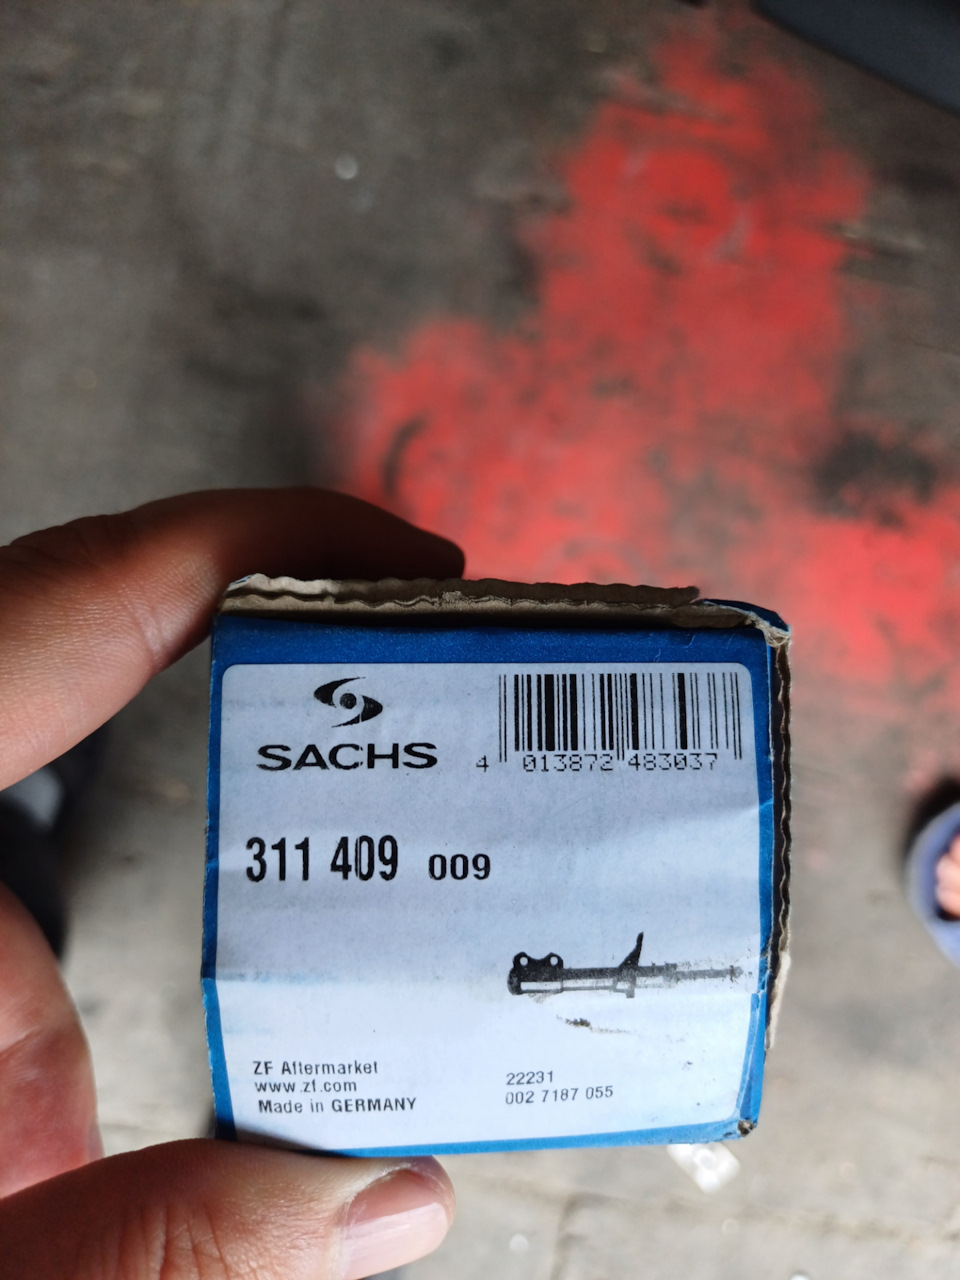 SACHS
4 013872 483037
311 409 009
ZF Aftermarket
www.zf.com
Made in GERMANY
22231
002 7187 055